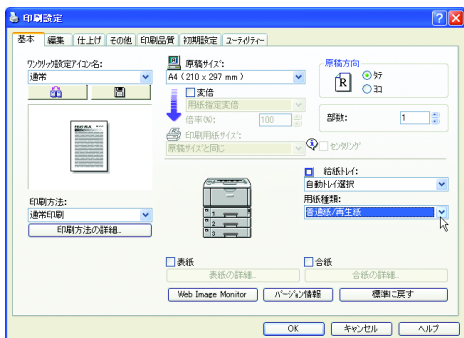 印刷設定
基本 編集 仕上げ その他 印刷品質 初期設定 ユーティリティー
ワンクリック設定アイコン名:
通常
印刷方法:
通常印刷
印刷方法の詳細...
原稿サイズ:
A4 (210 x 297 mm)
変倍
用紙指定変倍
倍率(%): 100
印刷用紙サイズ:
原稿サイズと同じ
原稿方向
R
タテ
ヨコ
部数: 1
センタリング
給紙トレイ:
自動トレイ選択
用紙種類:
普通紙/再生紙
1
2
3
表紙
表紙の詳細...
合紙
合紙の詳細...
Web Image Monitor バージョン情報 標準に戻す
OK キャンセル ヘルプ